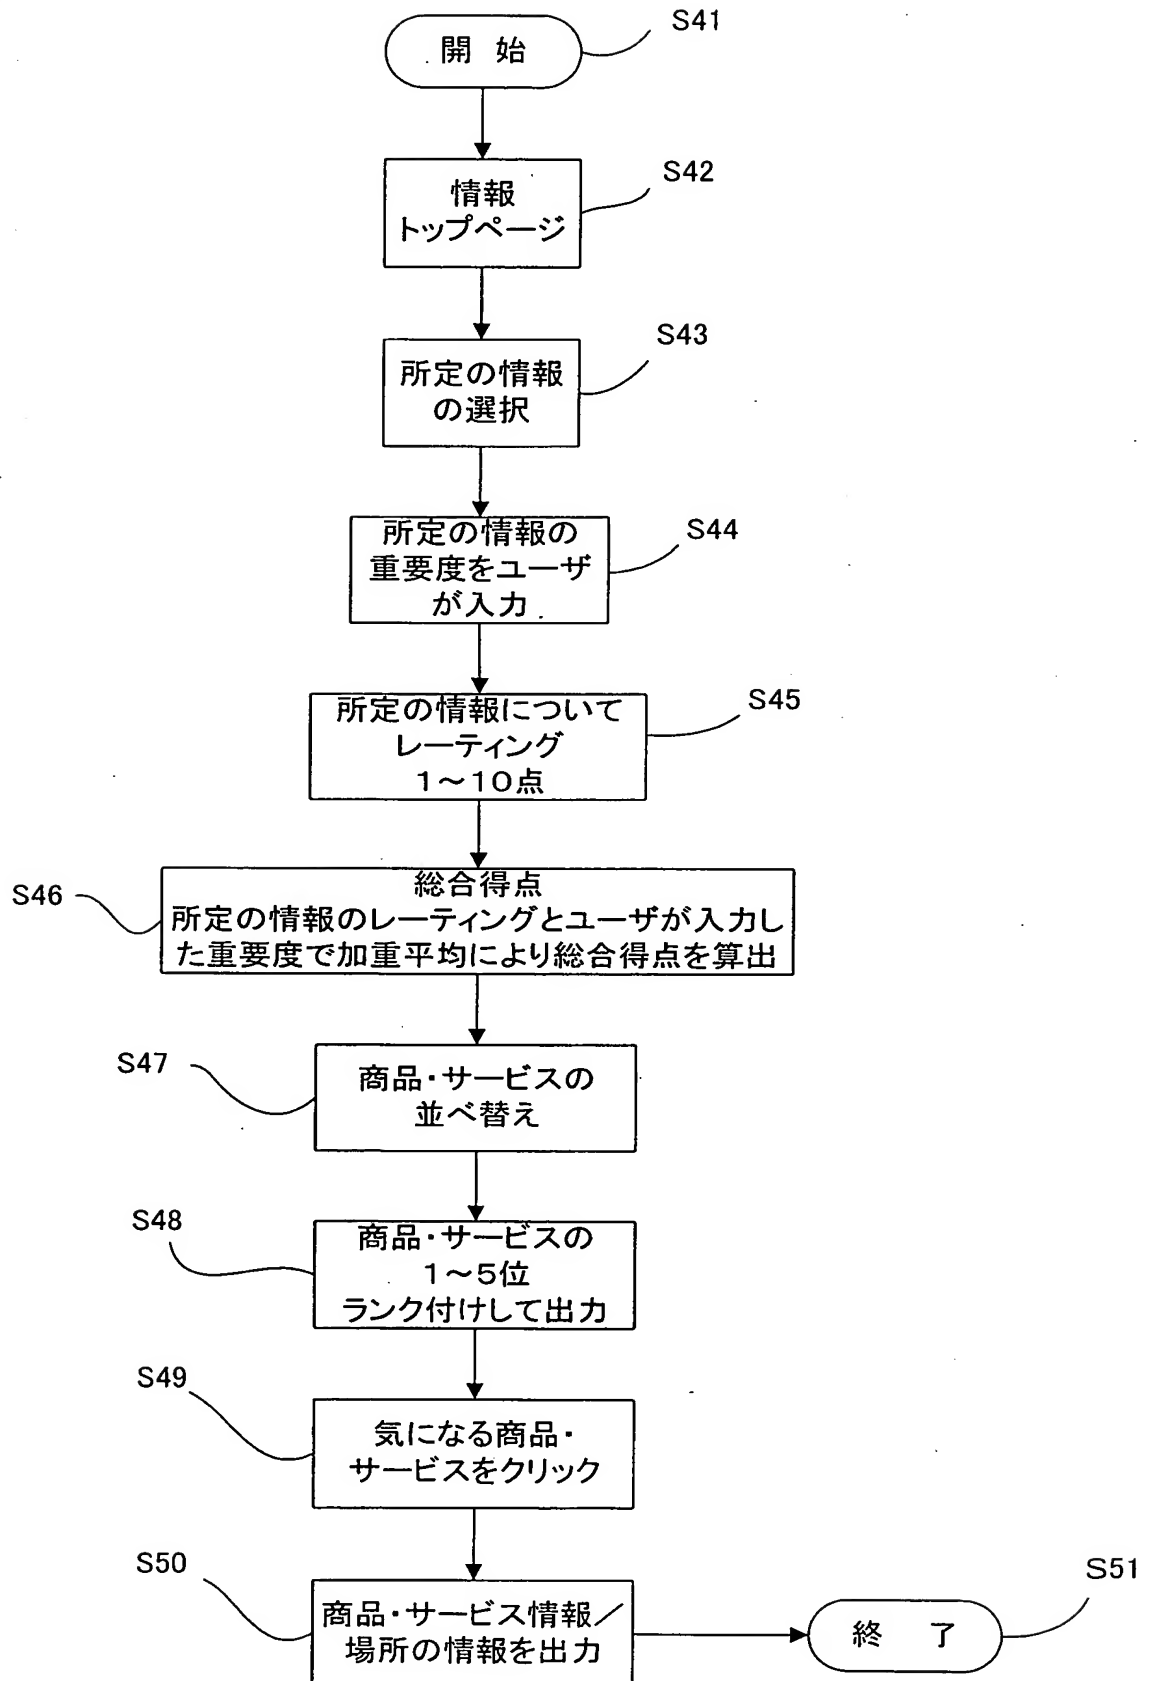 開 始
S41
情報
トップページ
S42
所定の情報
の選択
S43
所定の情報の
重要度をユーザ
が入力
S44
所定の情報について
レーティング
1～10点
S45
S46
総合得点
所定の情報のレーティングとユーザが入力し
た重要度で加重平均により総合得点を算出
S47
商品・サービスの
並べ替え
S48
商品・サービスの
1～5位
ランク付けして出力
S49
気になる商品・
サービスをクリック
S50
商品・サービス情報／
場所の情報を出力
S51
終 了